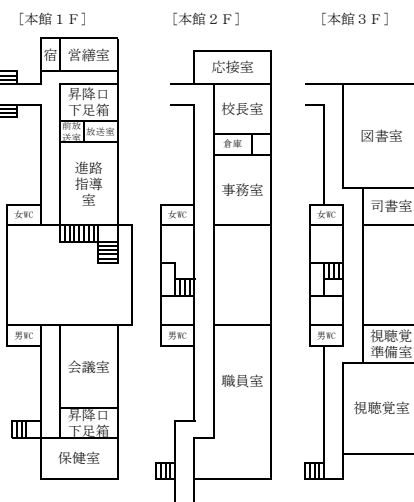 [本館1F]
宿
営繕室
昇降口
下足箱
前放
送室
放送室
進路
指導
室
女WC
男WC
会議室
昇降口
下足箱
保健室
[本館2F]
応接室
校長室
倉庫
事務室
女WC
男WC
職員室
[本館3F]
図書室
司書室
女WC
男WC
視聴覚
準備室
視聴覚室